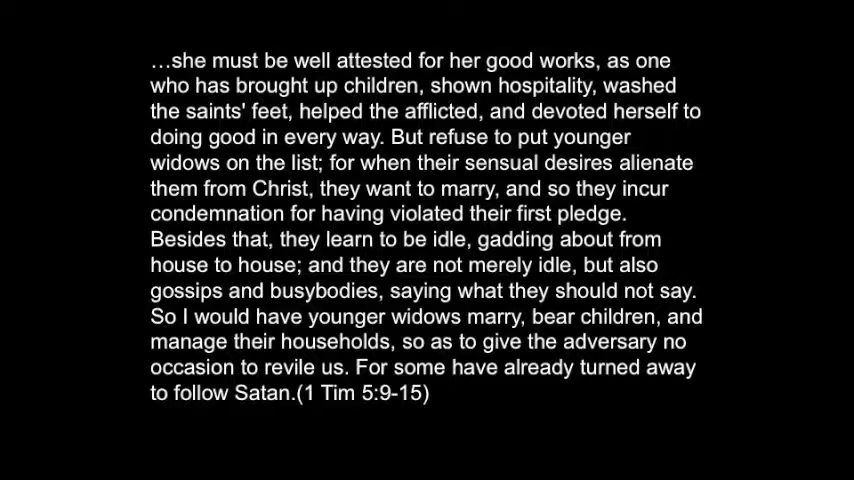 …she must be well attested for her good works, as one
who has brought up children, shown hospitality, washed
the saints' feet, helped the afflicted, and devoted herself to
doing good in every way. But refuse to put younger
widows on the list; for when their sensual desires alienate
them from Christ, they want to marry, and so they incur
condemnation for having violated their first pledge.
Besides that, they learn to be idle, gadding about from
house to house; and they are not merely idle, but also
gossips and busybodies, saying what they should not say.
So I would have younger widows marry, bear children, and
manage their households, so as to give the adversary no
occasion to revile us. For some have already turned away
to follow Satan.(1 Tim 5:9-15)